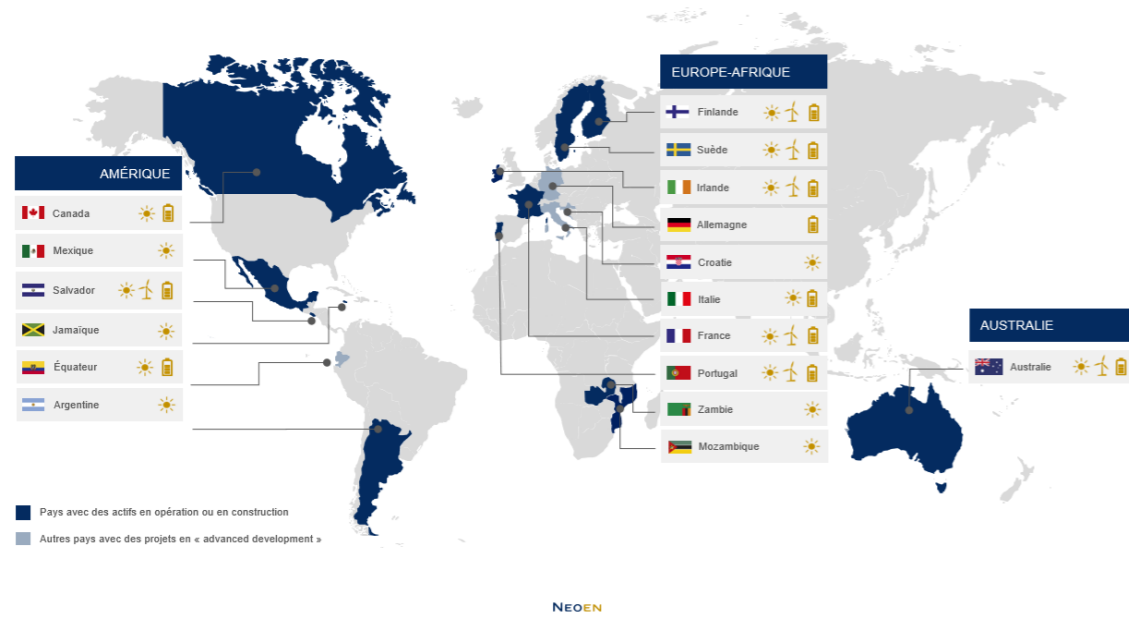 AMÉRIQUE
Canada
Mexique
Salvador
Jamaïque
Équateur
Argentine
EUROPE-AFRIQUE
Finlande
Suède
Irlande
Allemagne
Croatie
Italie
France
Portugal
Zambie
Mozambique
AUSTRALIE
Australie
Pays avec des actifs en opération ou en construction
Autres pays avec des projets en « advanced development »
NEOEN